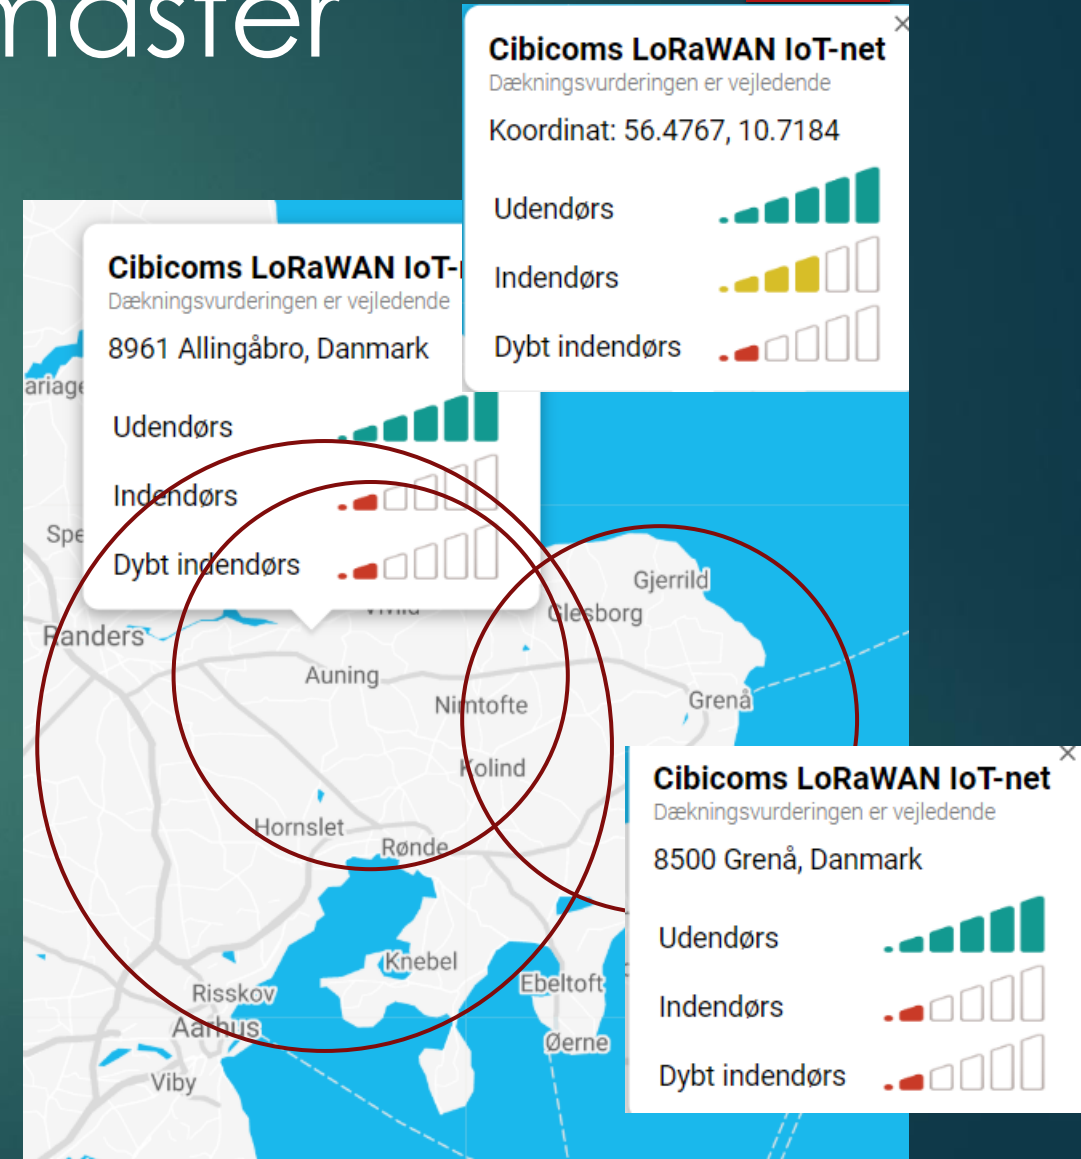 master
Cibicoms LoRaWAN IoT-net
Dækningsvurderingen er vejledende
Koordinat: 56.4767, 10.7184
Udendørs
Indendørs
Dybt indendørs
Cibicoms LoRaWAN IoT-
Dækningsvurderingen er vejledende
8961 Allingåbro, Danmark
Udendørs
Indendørs
Dybt indendørs
ariage
Spe
Gjerrild
Glesborg
Randers
Auning
Nimtofte
Grenå
Kolind
Hornslet
Rønde
Knebel
Ebeltoft
Risskov
Aarhus
Øerne
Viby
Cibicoms LoRaWAN IoT-net
Dækningsvurderingen er vejledende
8500 Grenå, Danmark
Udendørs
Indendørs
Dybt indendørs